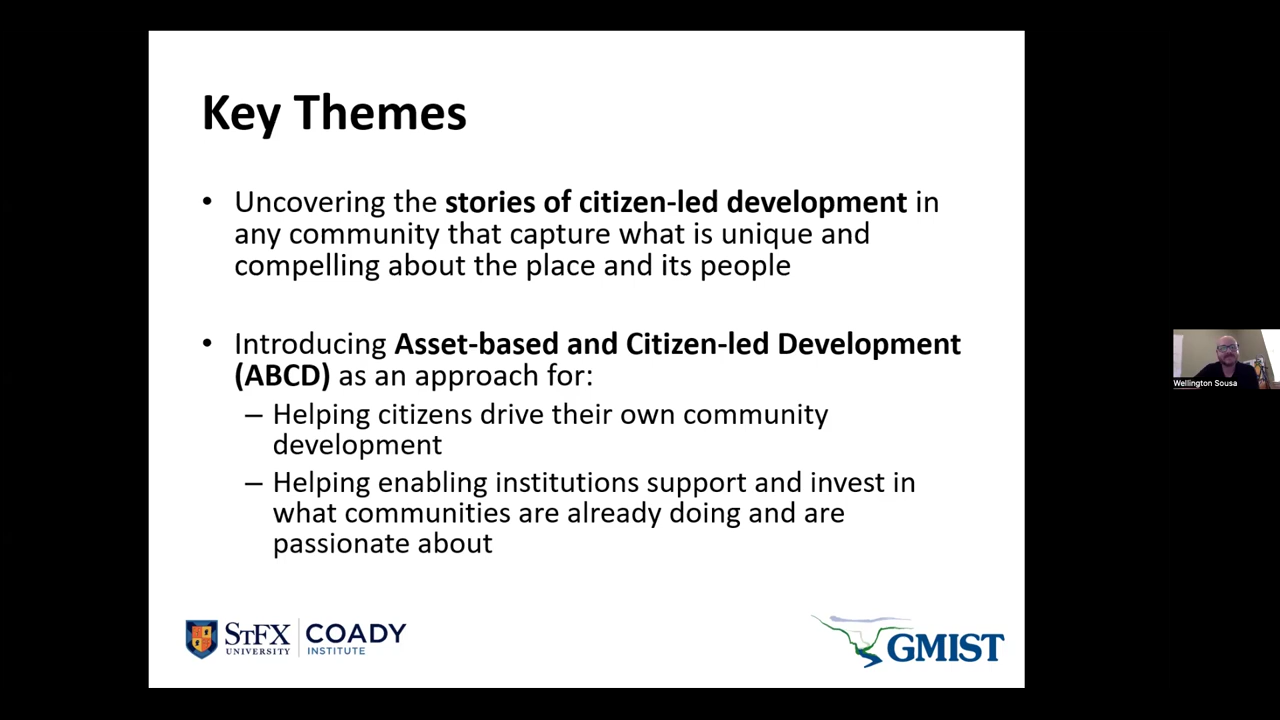 Key Themes
• Uncovering the stories of citizen-led development in
any community that capture what is unique and
compelling about the place and its people
• Introducing Asset-based and Citizen-led Development
(ABCD) as an approach for:
– Helping citizens drive their own community
development
– Helping enabling institutions support and invest in
what communities are already doing and are
passionate about
STFX
UNIVERSITY
COADY
INSTITUTE
GMIST
Wellington Sousa